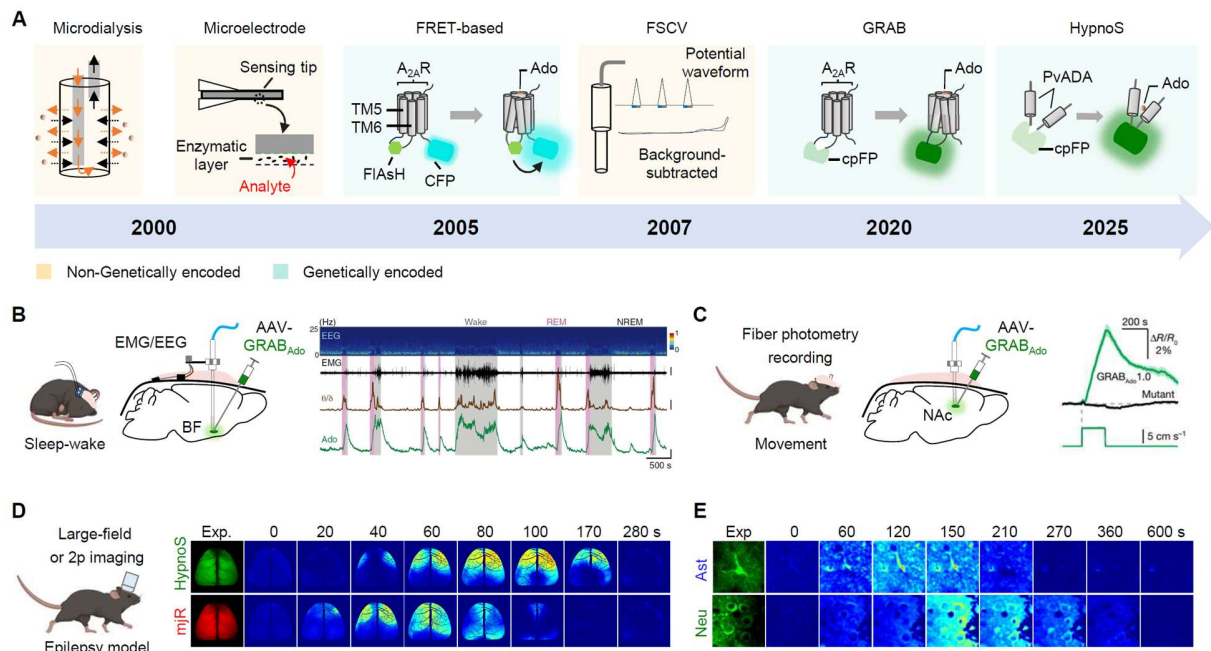 A
Microdialysis
Microelectrode
FRET-based
FSCV
GRAB
HypnoS
Sensing tip
Enzymatic
layer
Analyte
A2AR
Ado
TM5
TM6
FlAsH
CFP
Potential
waveform
Background-
subtracted
A2AR
Ado
cpFP
PvADA
Ado
cpFP
2000
2005
2007
2020
2025
Non-Genetically encoded
Genetically encoded
B
EMG/EEG
AAV-
GRABAdo
BF
Sleep-wake
(Hz)
Wake
REM
NREM
25
EEG
0
1
0
EMG
θ/δ
Ado
500 s
C
Fiber photometry
recording
Movement
AAV-
GRABAdo
NAc
200 s
ΔR/R0
2%
GRABAdo1.0
Mutant
5 cm s⁻¹
D
Large-field
or 2p imaging
Epilepsy model
Exp.
0
20
40
60
80
100
170
280 s
HypnoS
mjR
E
Exp
0
60
120
150
210
270
360
600 s
Ast
Neu